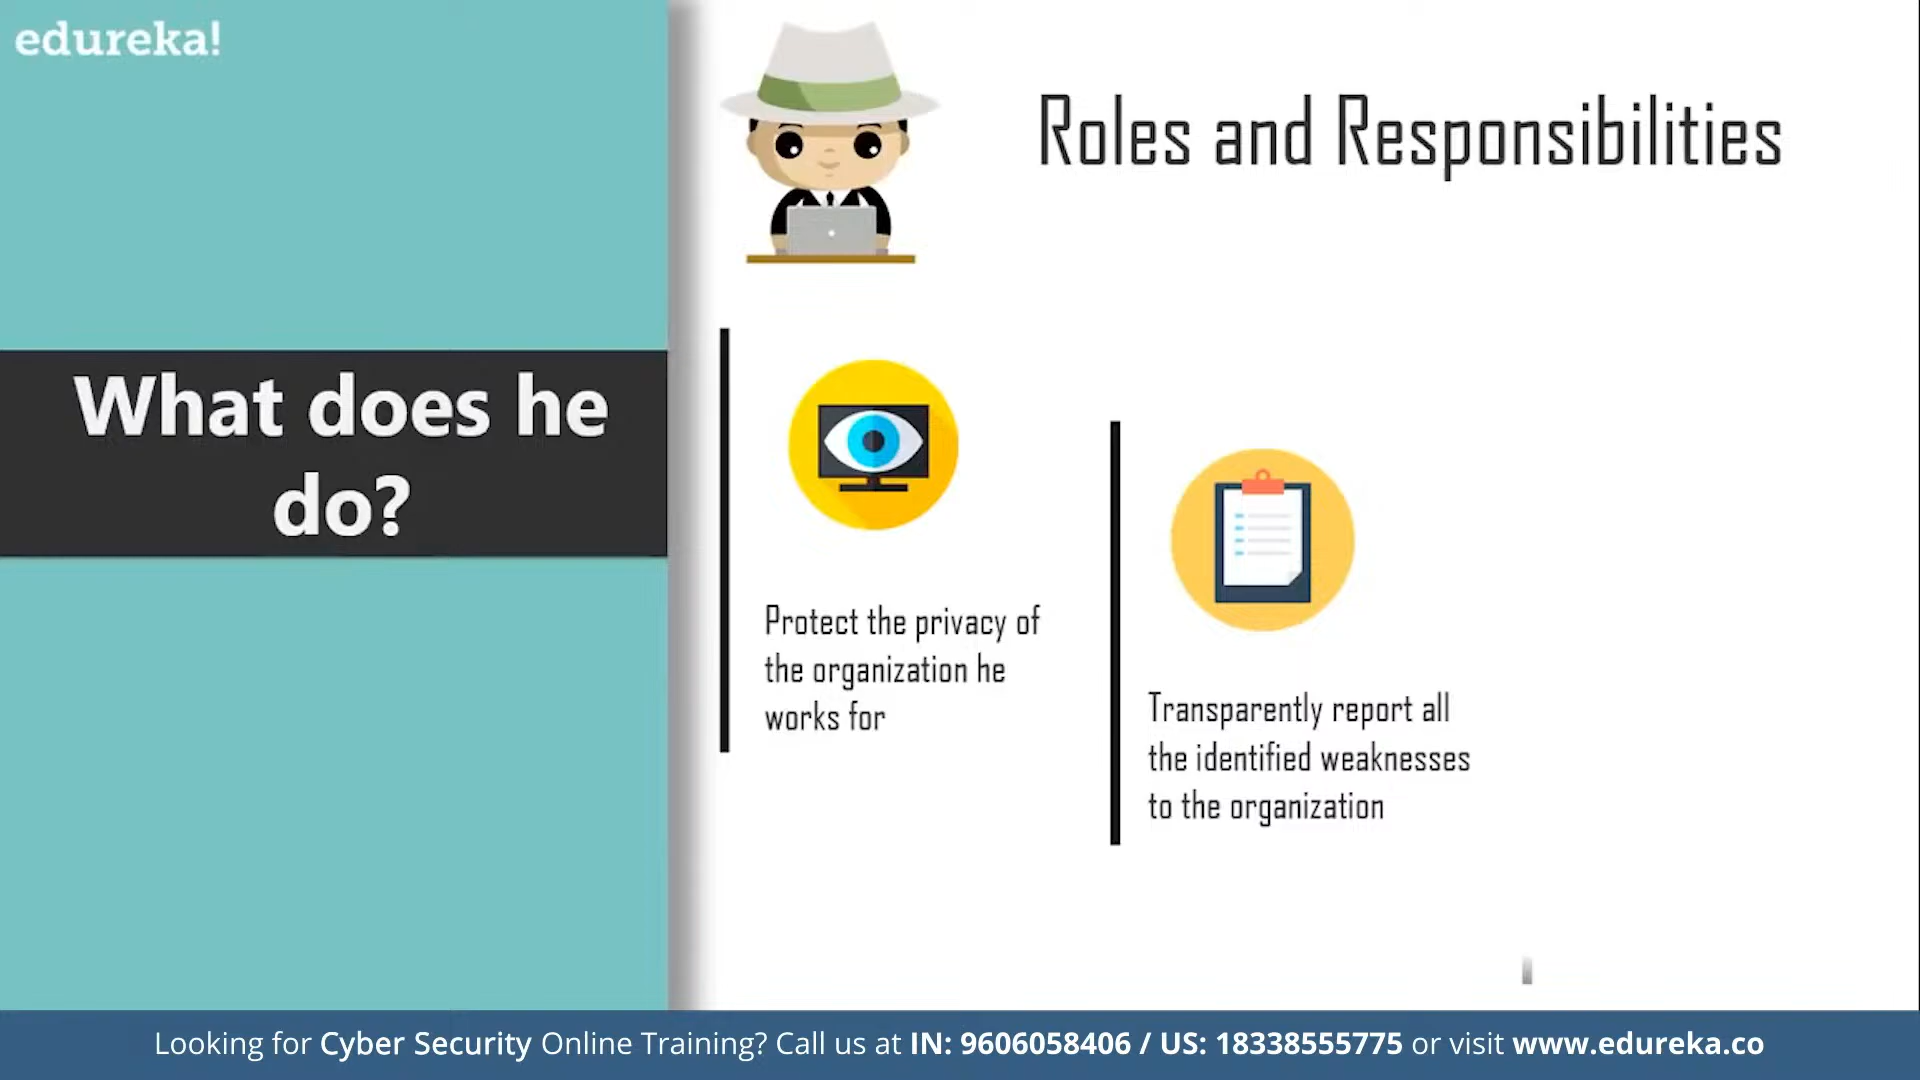 edureka!
What does he
do?
Roles and Responsibilities
Protect the privacy of
the organization he
works for
Transparently report all
the identified weaknesses
to the organization
Looking for Cyber Security Online Training? Call us at IN: 9606058406 / US: 18338555775 or visit www.edureka.co